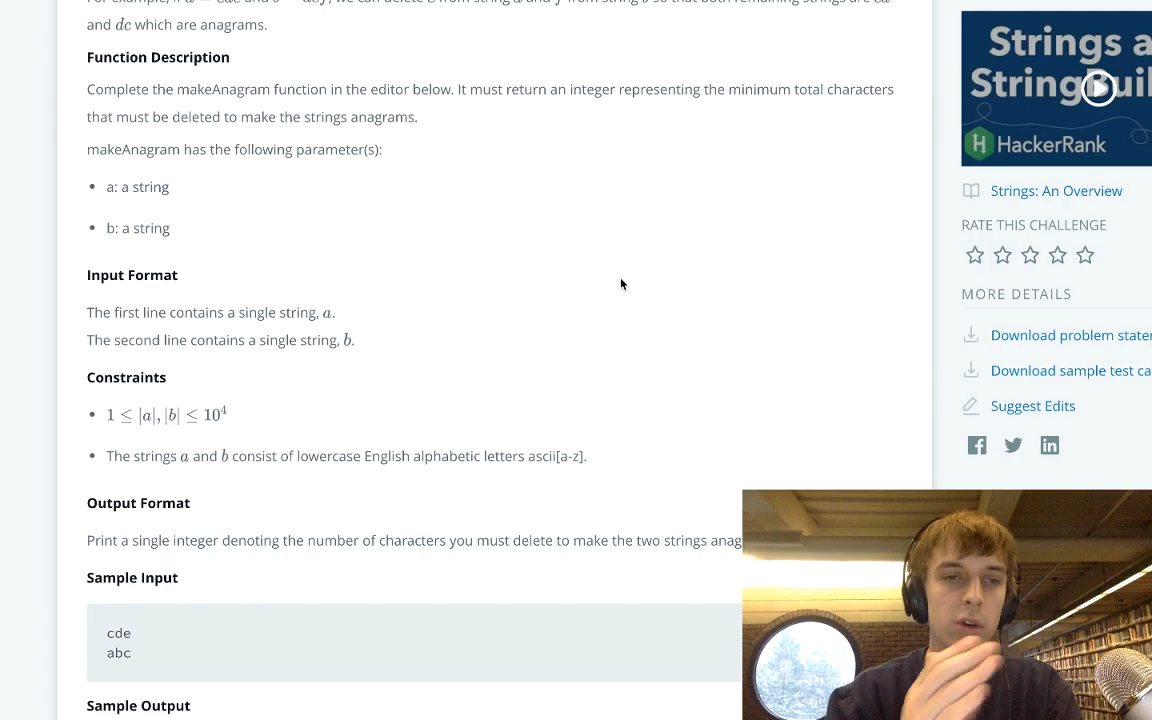 and dc which are anagrams.
Function Description
Complete the makeAnagram function in the editor below. It must return an integer representing the minimum total characters
that must be deleted to make the strings anagrams.
makeAnagram has the following parameter(s):
• a: a string
• b: a string
Input Format
The first line contains a single string, a.
The second line contains a single string, b.
Constraints
• 1 ≤ |a|, |b| ≤ 10⁴
• The strings a and b consist of lowercase English alphabetic letters ascii[a-z].
Output Format
Print a single integer denoting the number of characters you must delete to make the two strings anag
Sample Input
cde
abc
Sample Output
Strings a
StringBuil
H HackerRank
Strings: An Overview
RATE THIS CHALLENGE
MORE DETAILS
Download problem stater
Download sample test ca
Suggest Edits